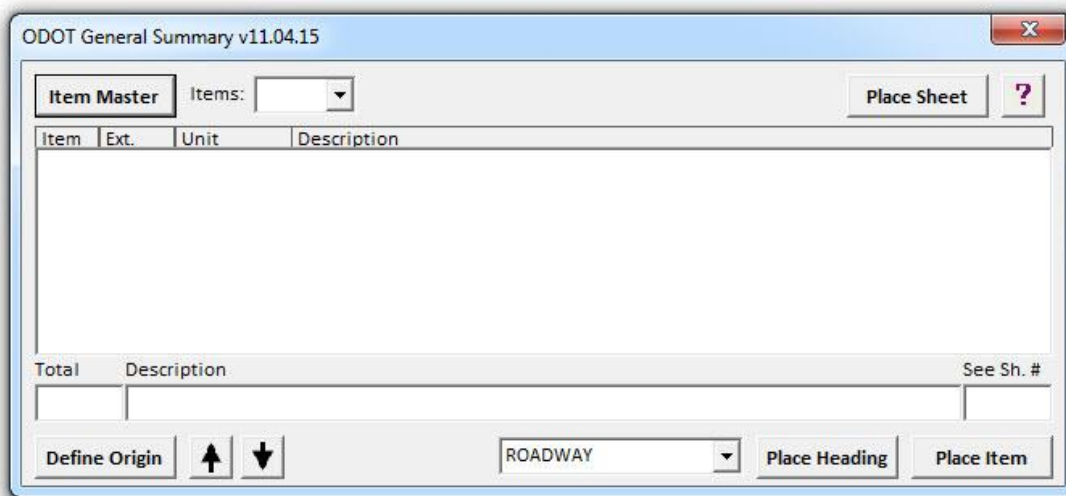 ODOT General Summary v11.04.15
Item Master Items: Place Sheet ?
Item Ext. Unit Description
Total Description See Sh. #
Define Origin ROADWAY Place Heading Place Item